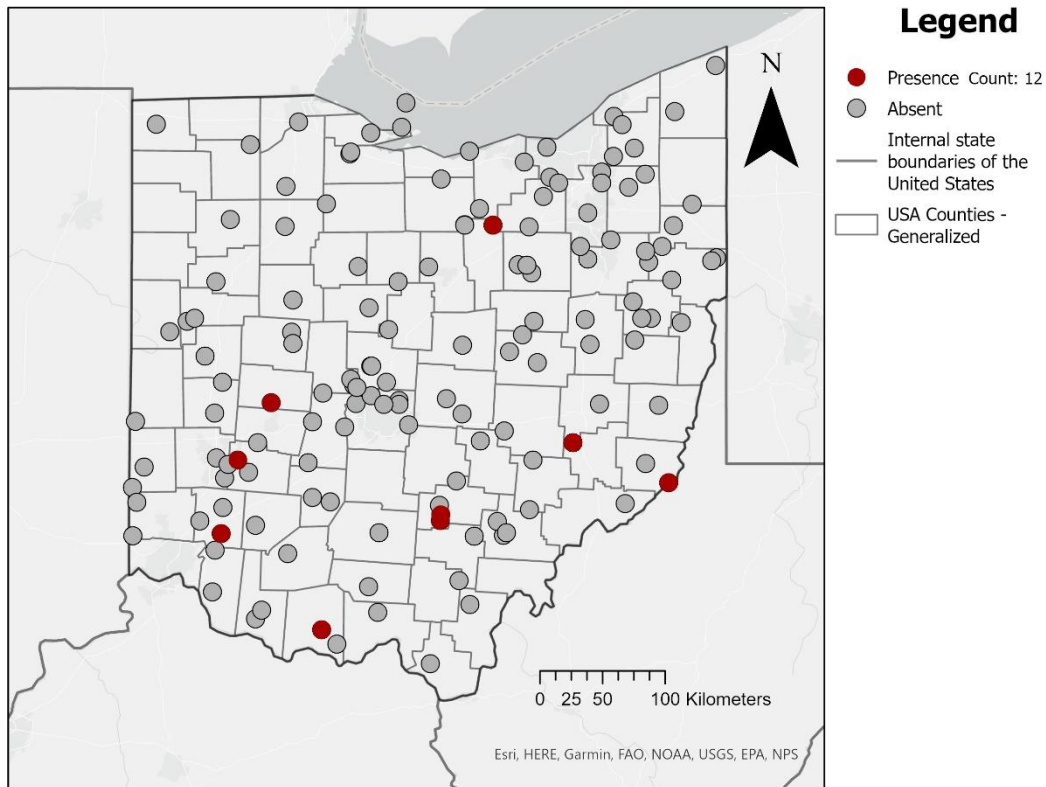 Legend
N
Presence Count: 12
Absent
Internal state
boundaries of the
United States
USA Counties -
Generalized
0 25 50 100 Kilometers
Esri, HERE, Garmin, FAO, NOAA, USGS, EPA, NPS